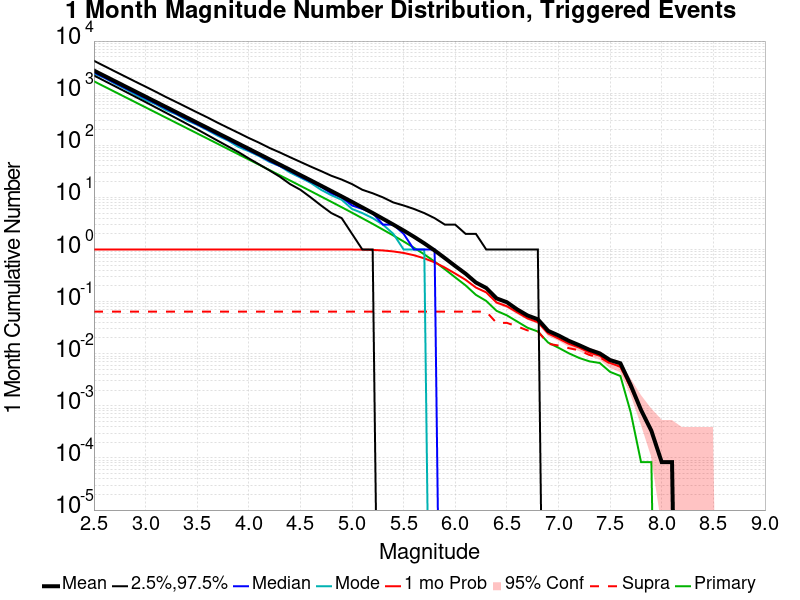 1 Month Magnitude Number Distribution, Triggered Events
1 Month Cumulative Number
10^4
10^3
10^2
10^1
10^0
10^-1
10^-2
10^-3
10^-4
10^-5
2.5 3.0 3.5 4.0 4.5 5.0 5.5 6.0 6.5 7.0 7.5 8.0 8.5 9.0
Magnitude
Mean 2.5%,97.5% Median Mode 1 mo Prob 95% Conf Supra Primary